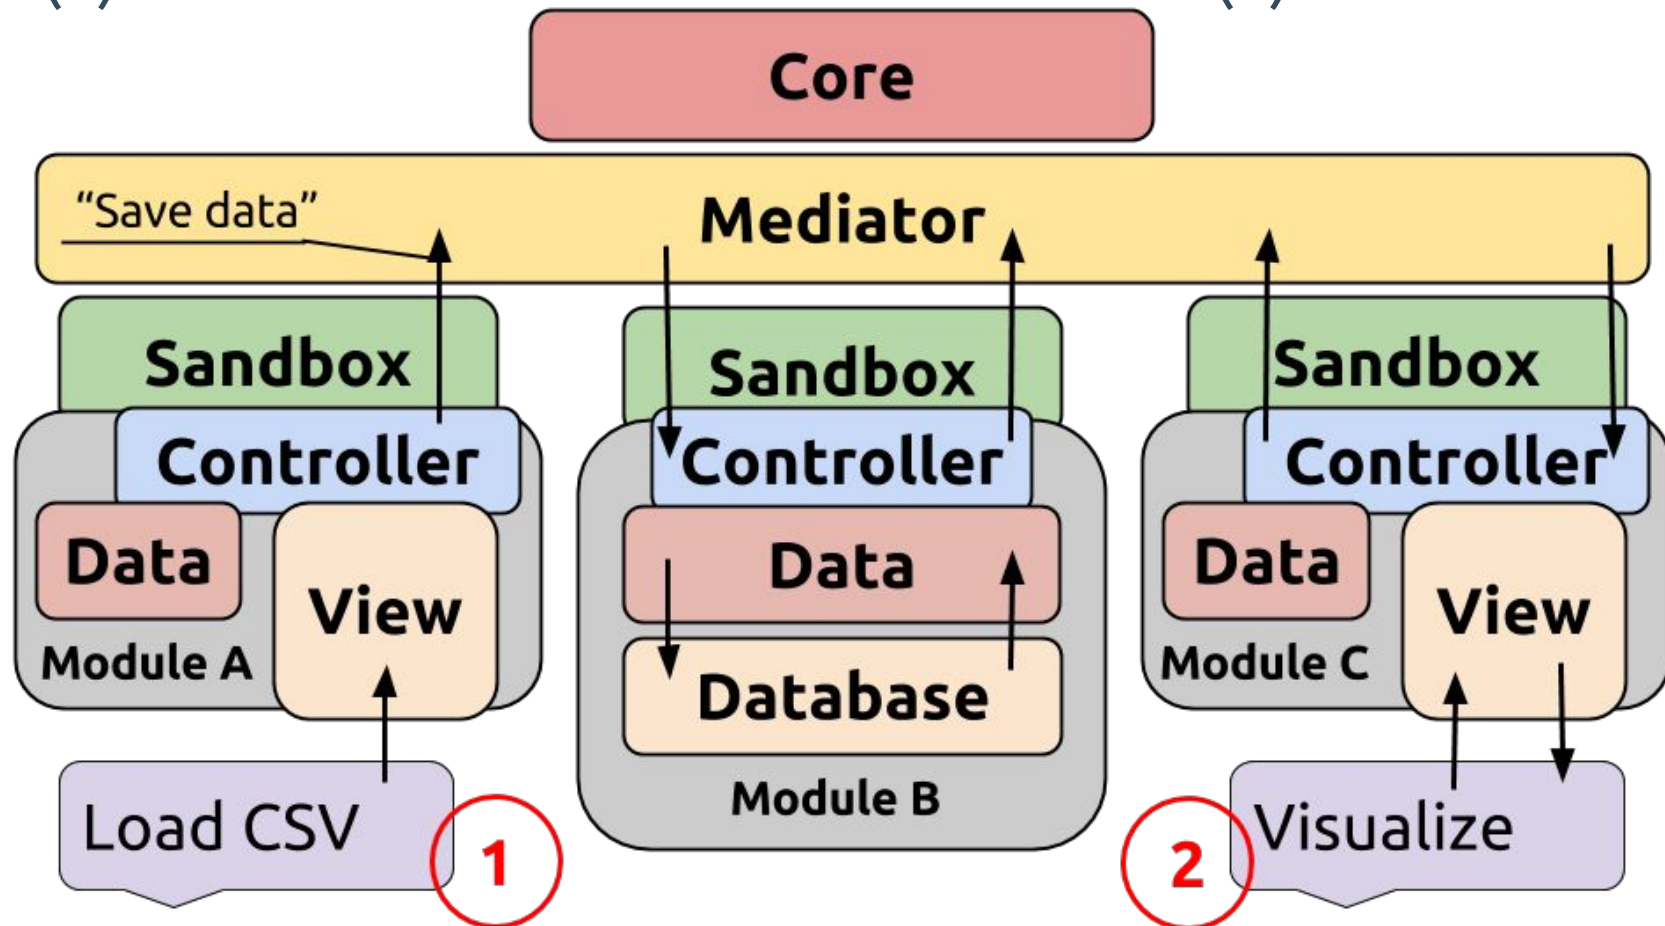 Core
“Save data”
Mediator
Sandbox
Sandbox
Sandbox
Controller
Controller
Controller
Data
View
Module A
Data
Database
Module B
Data
View
Module C
Load CSV
1
2
Visualize